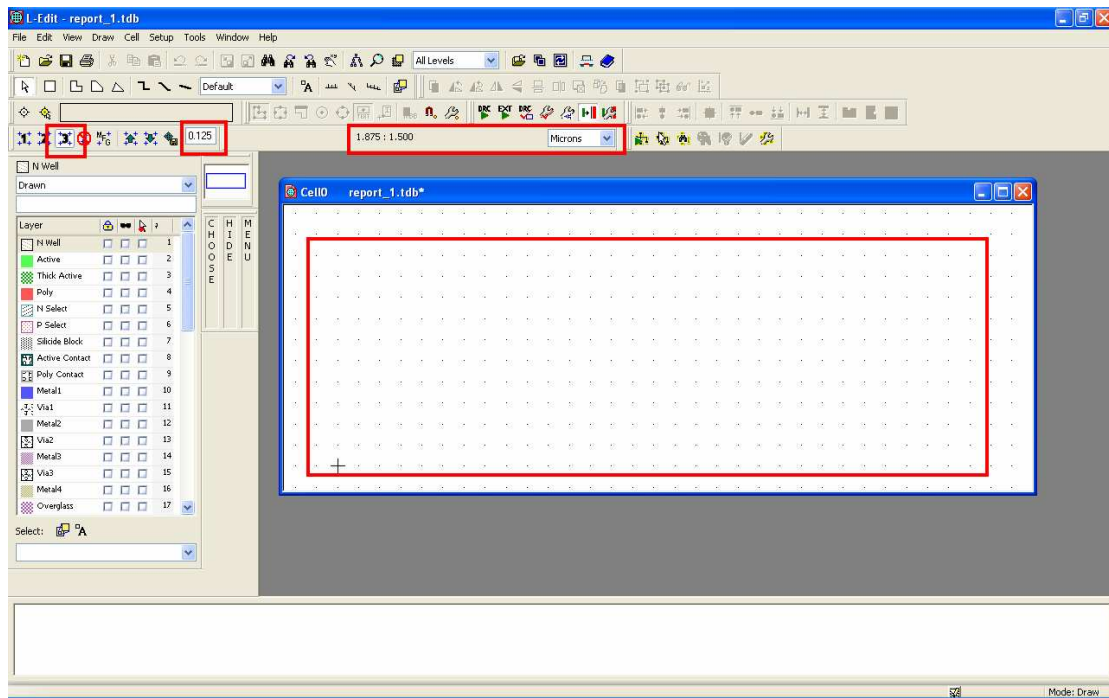 L-Edit - report_1.tdb
File Edit View Draw Cell Setup Tools Window Help
All Levels
Default
DRC EXT DRC
0.125
1.875 : 1.500
Microns
N Well
Drawn
Cell0 report_1.tdb*
Layer
N Well 1
Active 2
Thick Active 3
Poly 4
N Select 5
P Select 6
Silicide Block 7
Active Contact 8
Poly Contact 9
Metal1 10
Via1 11
Metal2 12
Via2 13
Metal3 14
Via3 15
Metal4 16
Overglass 17
CHOOSE
HIDE
MENU
Select:
Mode: Draw